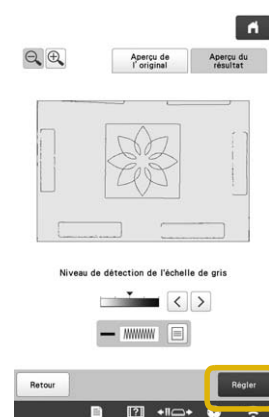 Aperçu de
l'original
Aperçu du
résultat
Niveau de détection de l'échelle de gris
Retour
Régler